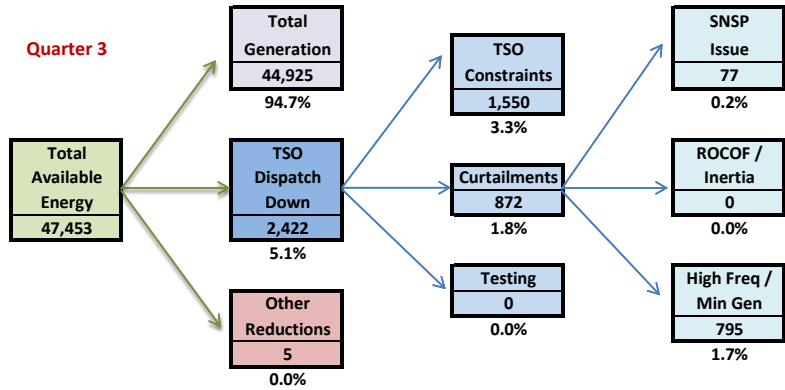 Quarter 3
Total
Available
Energy
47,453
Total
Generation
44,925
94.7%
TSO
Dispatch
Down
2,422
5.1%
Other
Reductions
5
0.0%
TSO
Constraints
1,550
3.3%
Curtailments
872
1.8%
Testing
0
0.0%
SNSP
Issue
77
0.2%
ROCOF /
Inertia
0
0.0%
High Freq /
Min Gen
795
1.7%